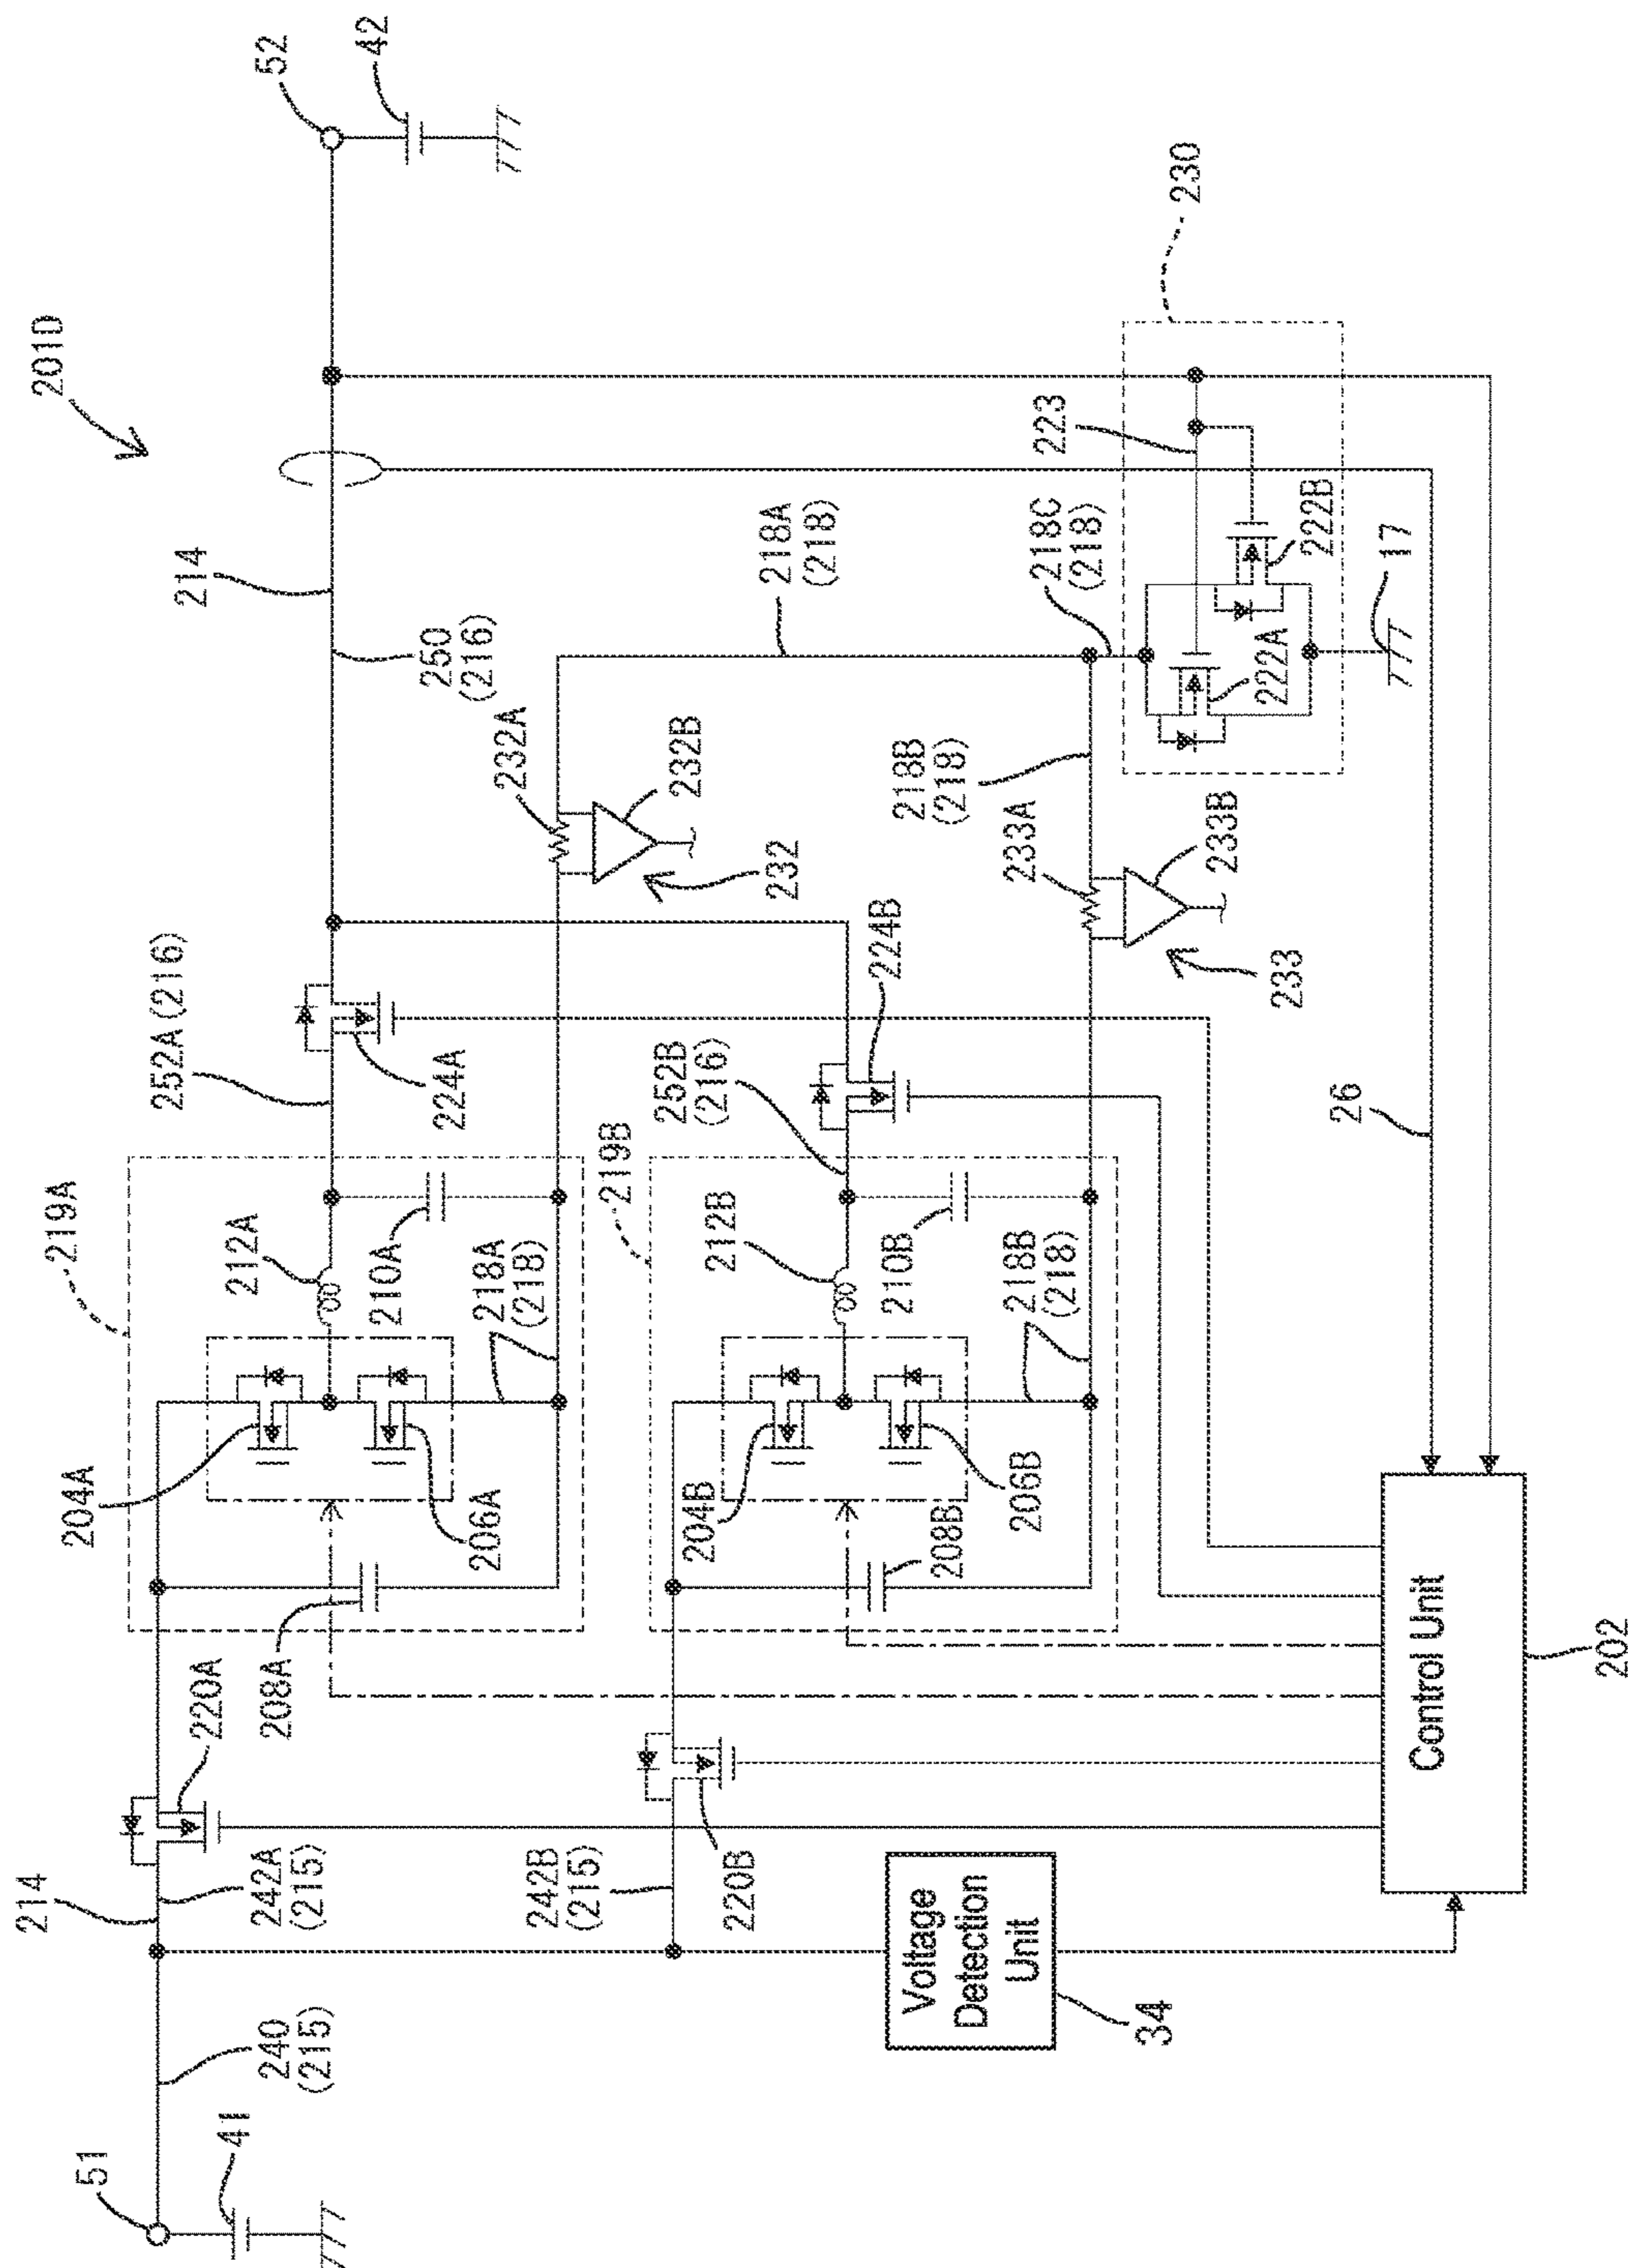 201D
52
42
214
250
(216)
252A (216)
224A
219A
212A
210A
204A
206A
218A
(218)
208A
220A
214
242A
(215)
240
(215)
51
41
232A
232B
232
218A
(218)
219B
252B
(216)
224B
212B
210B
204B
206B
208B
218B
(218)
242B
(215)
220B
233A
233B
233
218B
(218)
218C
(218)
223
230
222A
222B
17
26
Voltage
Detection
Unit
34
Control Unit
202